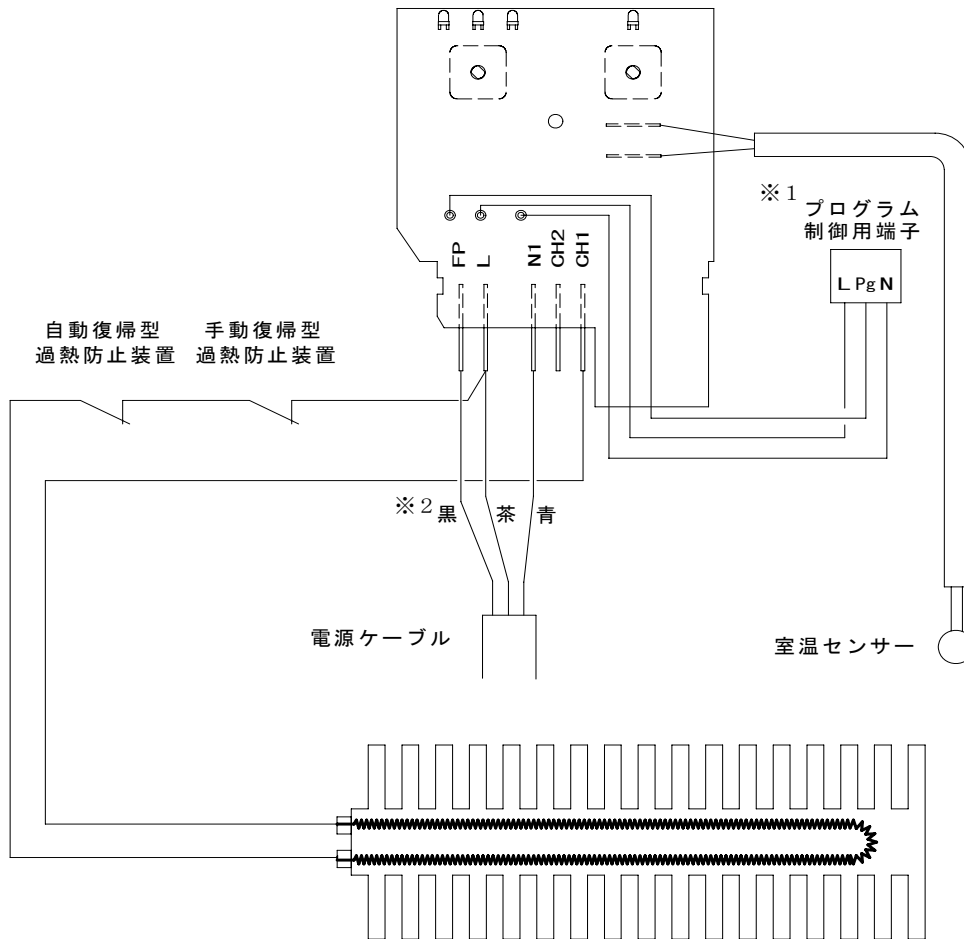 ※1
プログラム
制御用端子
L Pg N
FP
L
N1
CH2
CH1
自動復帰型
過熱防止装置
手動復帰型
過熱防止装置
※2
黒
茶
青
電源ケーブル
室温センサー